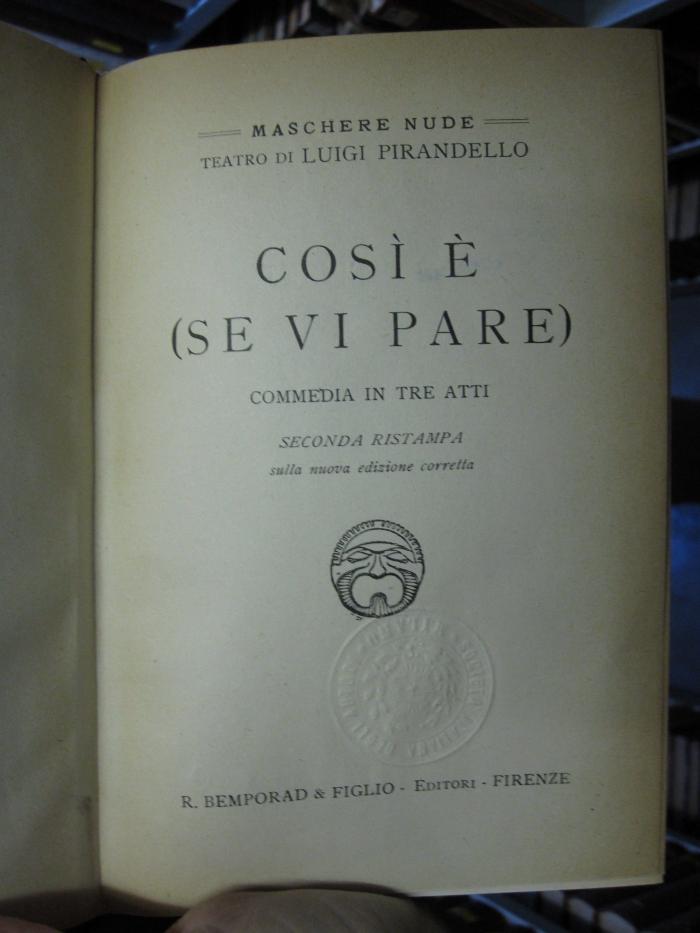 MASCHERE NUDE
TEATRO DI LUIGI PIRANDELLO
COSÌ È
(SE VI PARE)
COMMEDIA IN TRE ATTI
SECONDA RISTAMPA
sulla nuova edizione corretta
R. BEMPORAD & FIGLIO - EDITORI - FIRENZE